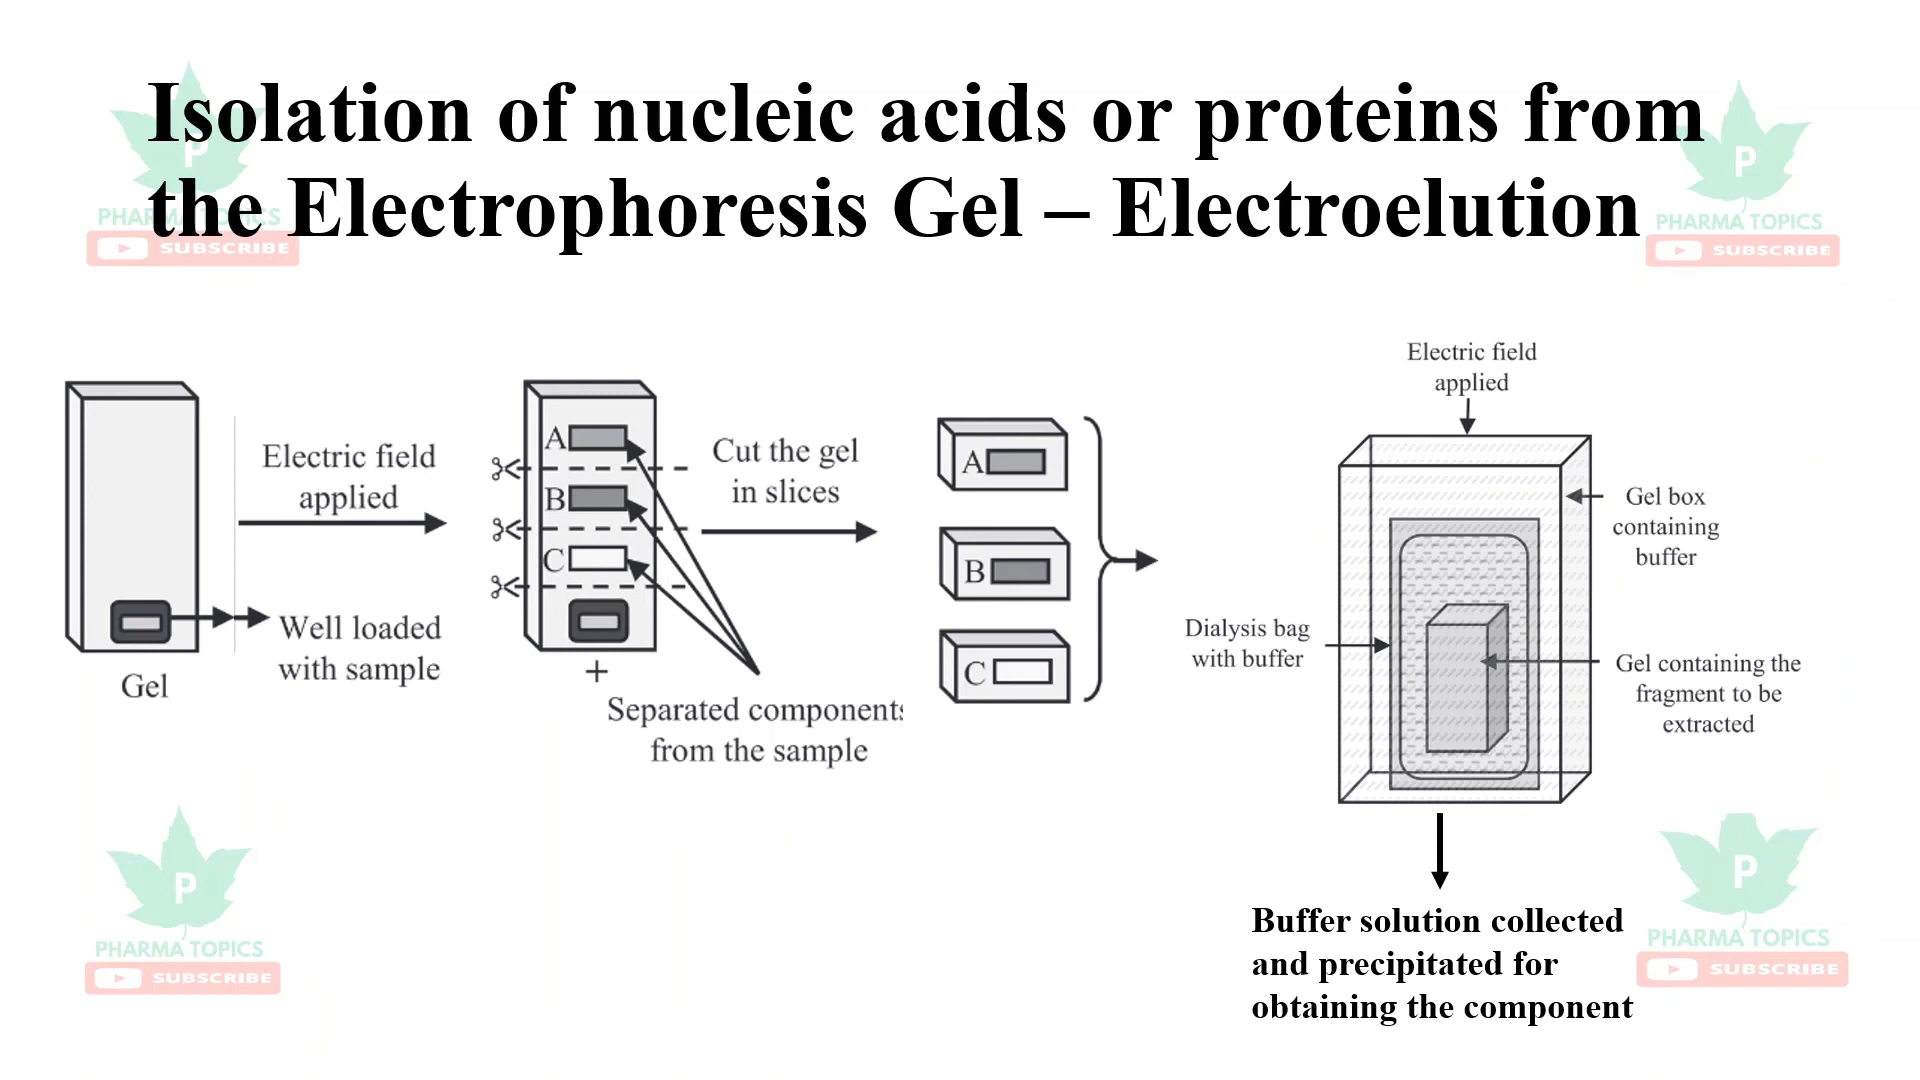 Isolation of nucleic acids or proteins from
the Electrophoresis Gel – Electroelution
P
PHARMA TOPICS
SUBSCRIBE
P
PHARMA TOPICS
SUBSCRIBE
Gel
Electric field
applied
Well loaded
with sample
A
B
C
+
Separated components
from the sample
Cut the gel
in slices
A
B
C
Electric field
applied
Gel box
containing
buffer
Dialysis bag
with buffer
Gel containing the
fragment to be
extracted
Buffer solution collected
and precipitated for
obtaining the component
P
PHARMA TOPICS
SUBSCRIBE
P
PHARMA TOPICS
SUBSCRIBE